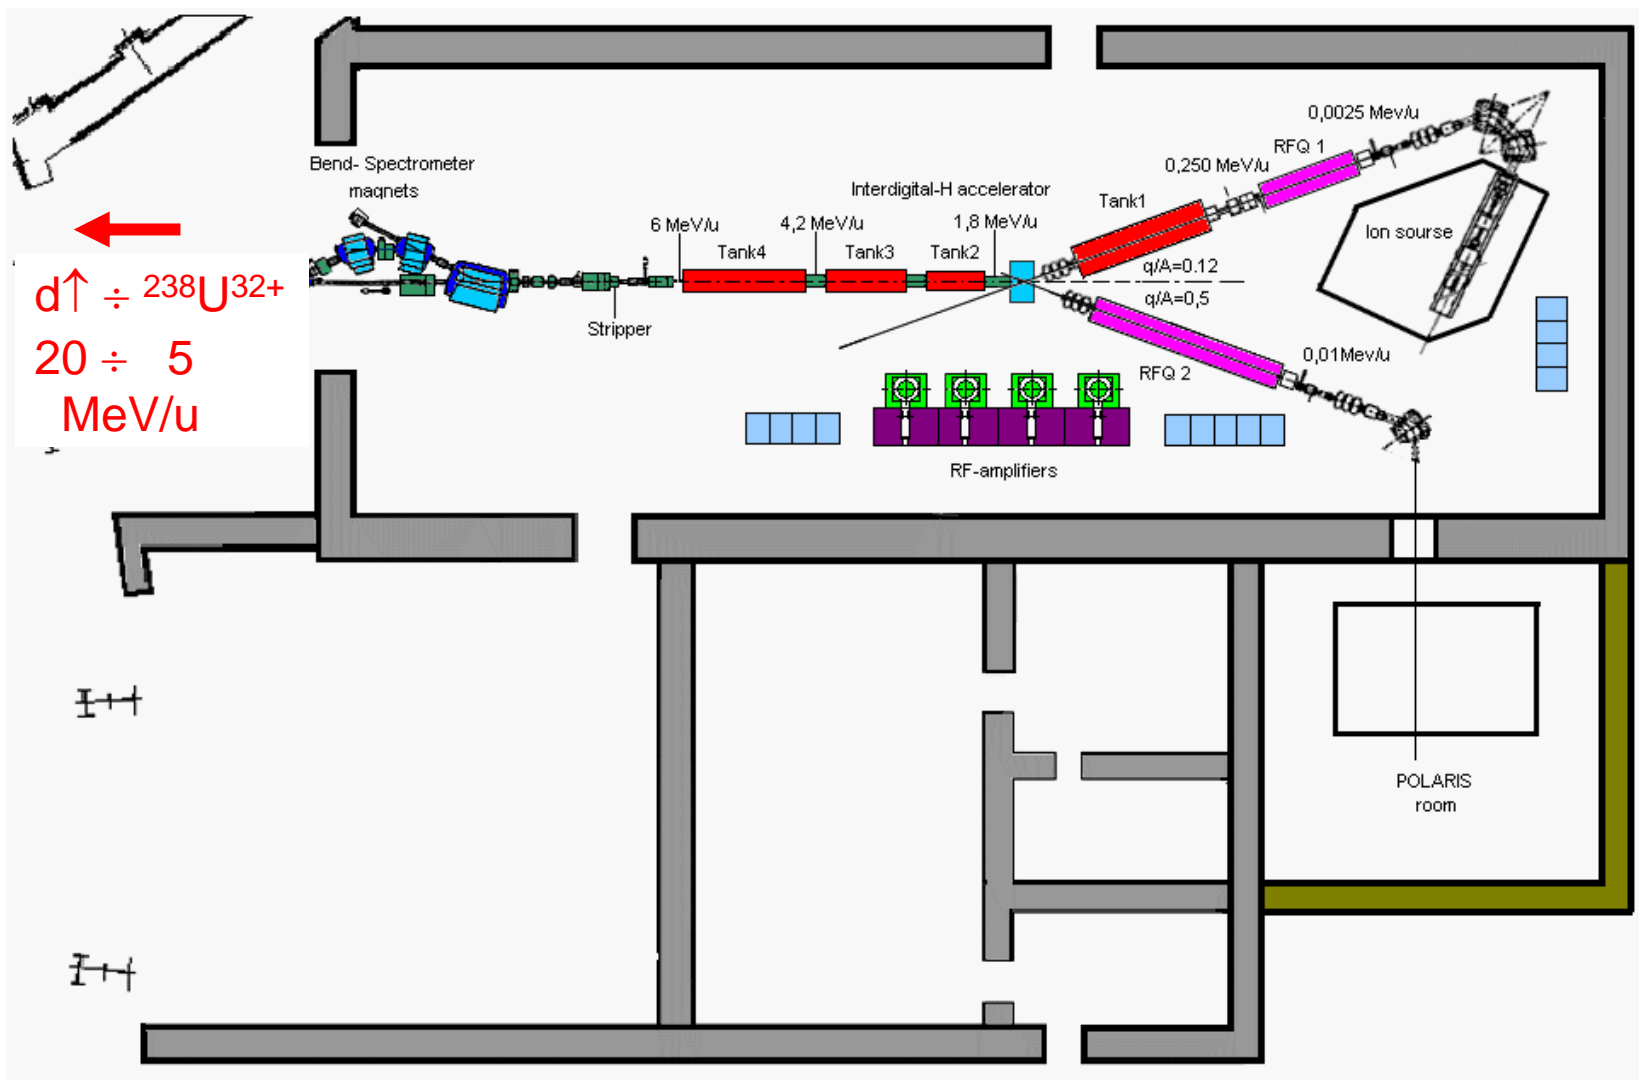 0,0025 Mev/u
RFQ 1
0,250 MeV/u
Bend- Spectrometer
magnets
Interdigital-H accelerator
Tank1
6 MeV/u
4,2 MeV/u
1,8 MeV/u
Ion sourse
Tank4
Tank3
Tank2
q/A=0.12
q/A=0,5
d↑ ÷ ²³⁸U³²⁺
20 ÷ 5
MeV/u
Stripper
0,01Mev/u
RFQ 2
RF-amplifiers
POLARIS
room